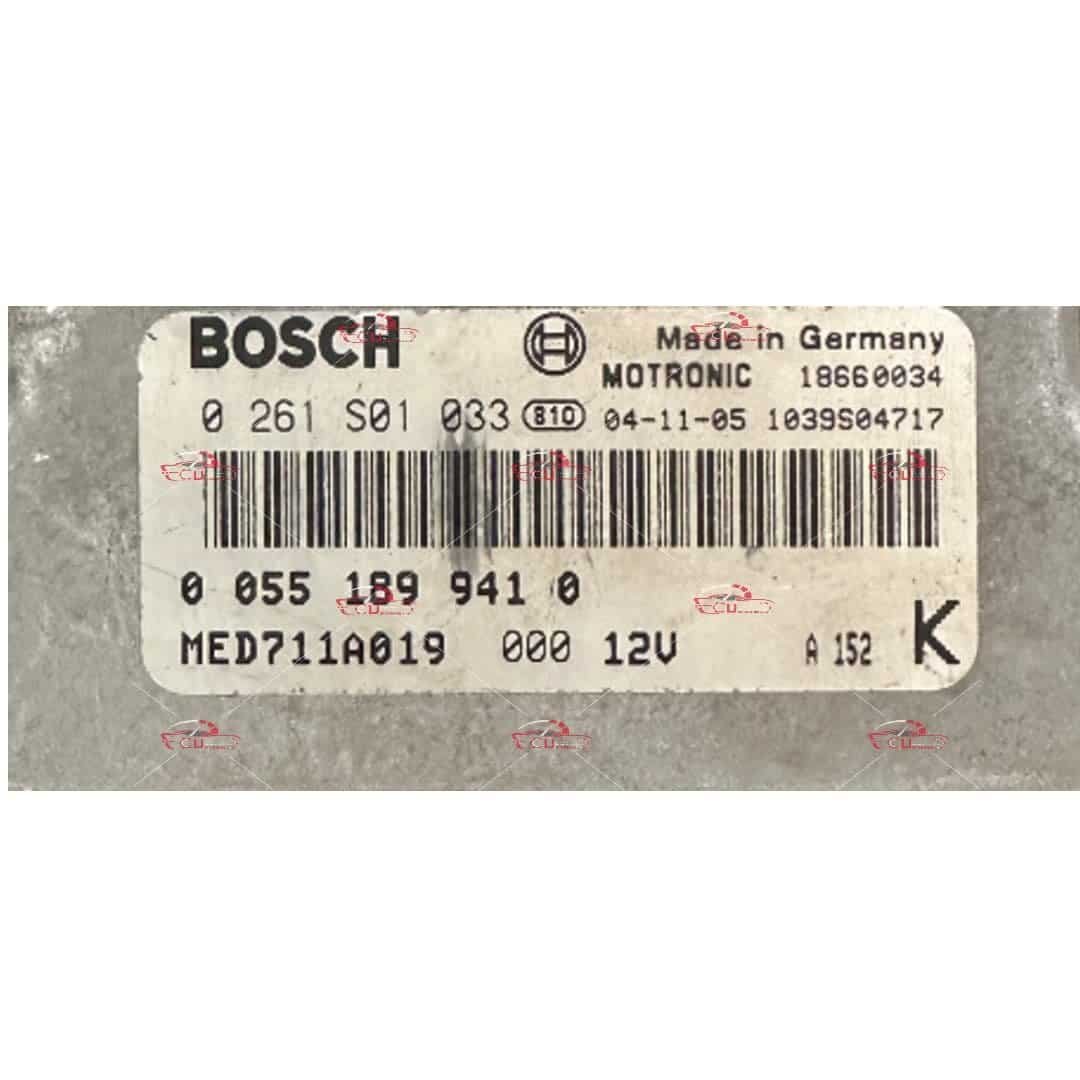 BOSCH
Made in Germany
MOTRONIC 18660034
0 261 S01 033 810 04-11-05 1039S04717
0 055 189 941 0
MED711A019 000 12V A 152 K